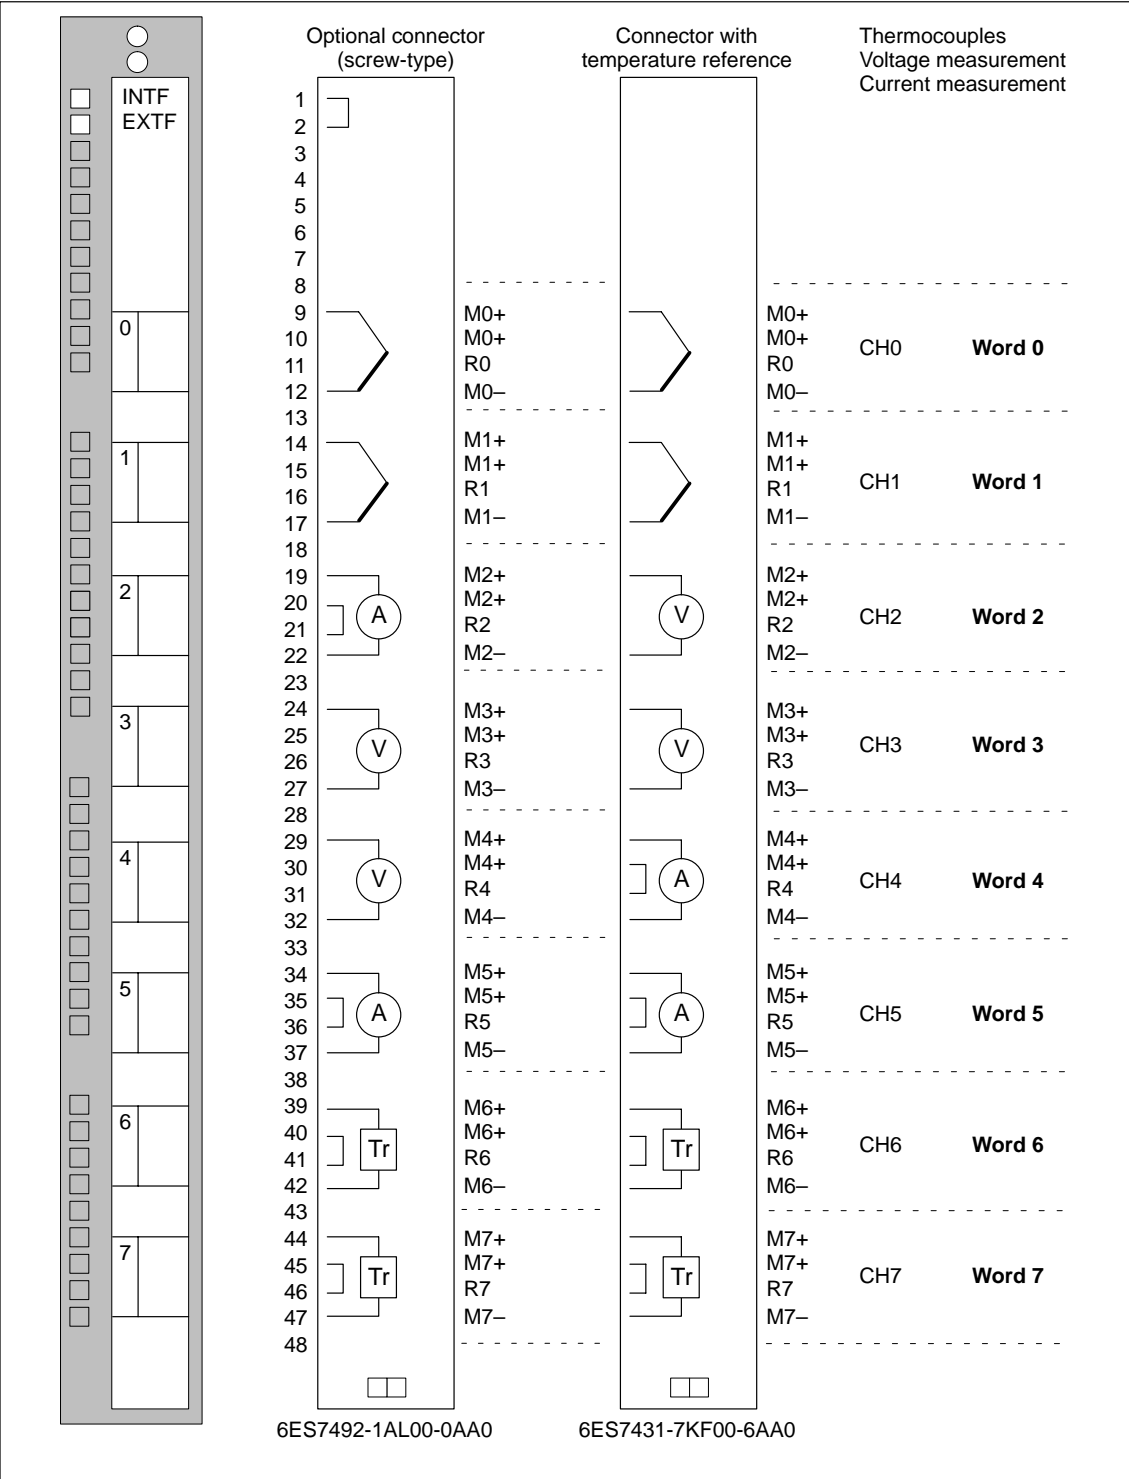 Optional connector
(screw-type)
Connector with
temperature reference
Thermocouples
Voltage measurement
Current measurement
INTF
EXTF
1
2
3
4
5
6
7
8
9 M0+ M0+
0 10 M0+ M0+ CH0 Word 0
11 R0 R0
12 M0– M0–
13
14 M1+ M1+
1 15 M1+ M1+ CH1 Word 1
16 R1 R1
17 M1– M1–
18
19 M2+ M2+
2 20 A M2+ V M2+ CH2 Word 2
21 R2 R2
22 M2– M2–
23
24 M3+ M3+
3 25 V M3+ V M3+ CH3 Word 3
26 R3 R3
27 M3– M3–
28
29 M4+ M4+
4 30 V M4+ A M4+ CH4 Word 4
31 R4 R4
32 M4– M4–
33
34 M5+ M5+
5 35 A M5+ A M5+ CH5 Word 5
36 R5 R5
37 M5– M5–
38
39 M6+ M6+
6 40 Tr M6+ Tr M6+ CH6 Word 6
41 R6 R6
42 M6– M6–
43
44 M7+ M7+
7 45 Tr M7+ Tr M7+ CH7 Word 7
46 R7 R7
47 M7– M7–
48
6ES7492-1AL00-0AA0 6ES7431-7KF00-6AA0